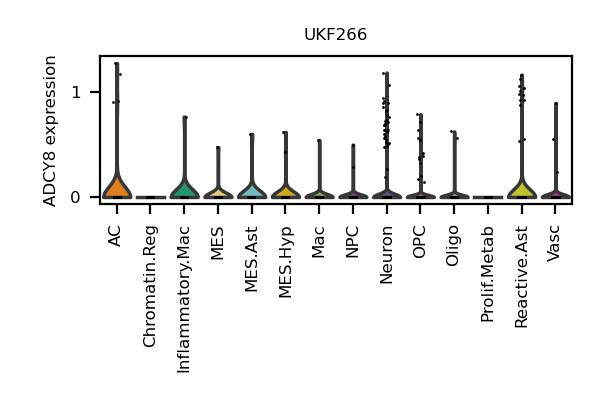 UKF266
ADCY8 expression
1
0
AC
Chromatin.Reg
Inflammatory.Mac
MES
MES.Ast
MES.Hyp
Mac
NPC
Neuron
OPC
Oligo
Prolif.Metab
Reactive.Ast
Vasc